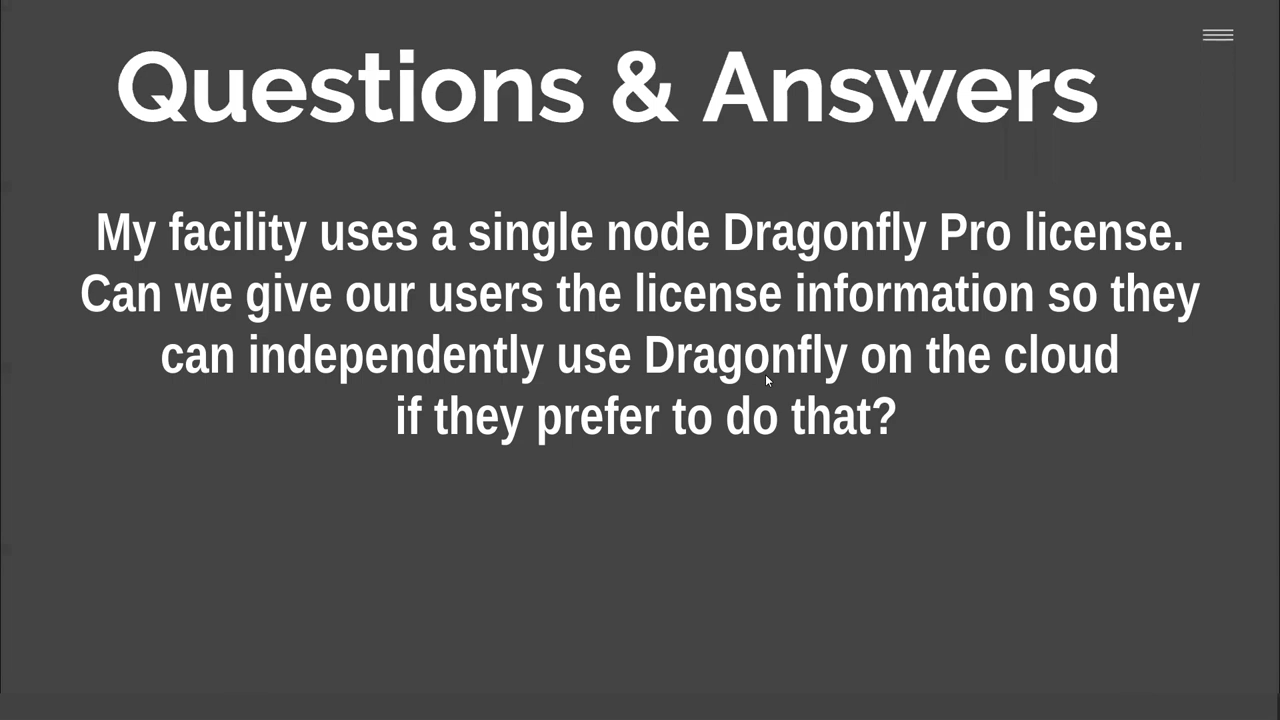 Questions & Answers
My facility uses a single node Dragonfly Pro license.
Can we give our users the license information so they
can independently use Dragonfly on the cloud
if they prefer to do that?